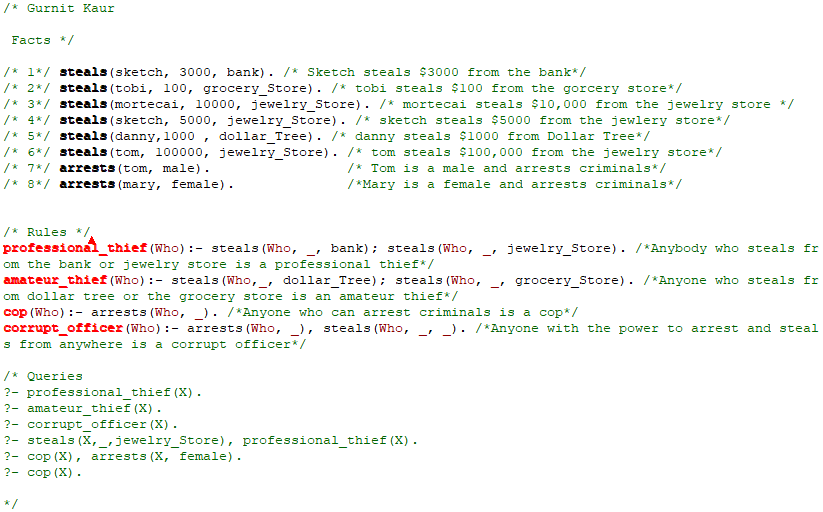 /* Gurnit Kaur
Facts */
/* 1*/ steals(sketch, 3000, bank). /* Sketch steals $3000 from the bank*/
/* 2*/ steals(tobi, 100, grocery_Store). /* tobi steals $100 from the gorcery store*/
/* 3*/ steals(mortecai, 10000, jewelry_Store). /* mortecai steals $10,000 from the jewelry store */
/* 4*/ steals(sketch, 5000, jewelry_Store). /* sketch steals $5000 from the jewlery store*/
/* 5*/ steals(danny,1000 , dollar_Tree). /* danny steals $1000 from Dollar Tree*/
/* 6*/ steals(tom, 100000, jewelry_Store). /* tom steals $100,000 from the jewelry store*/
/* 7*/ arrests(tom, male). /* Tom is a male and arrests criminals*/
/* 8*/ arrests(mary, female). /*Mary is a female and arrests criminals*/
/* Rules */
professional_thief(Who):- steals(Who, _, bank); steals(Who, _, jewelry_Store). /*Anybody who steals fr
om the bank or jewelry store is a professional thief*/
amateur_thief(Who):- steals(Who,_, dollar_Tree); steals(Who, _, grocery_Store). /*Anyone who steals fr
om dollar tree or the grocery store is an amateur thief*/
cop(Who):- arrests(Who, _). /*Anyone who can arrest criminals is a cop*/
corrupt_officer(Who):- arrests(Who, _), steals(Who, _, _). /*Anyone with the power to arrest and steal
s from anywhere is a corrupt officer*/
/* Queries
?- professional_thief(X).
?- amateur_thief(X).
?- corrupt_officer(X).
?- steals(X,_,jewelry_Store), professional_thief(X).
?- cop(X), arrests(X, female).
?- cop(X).
*/